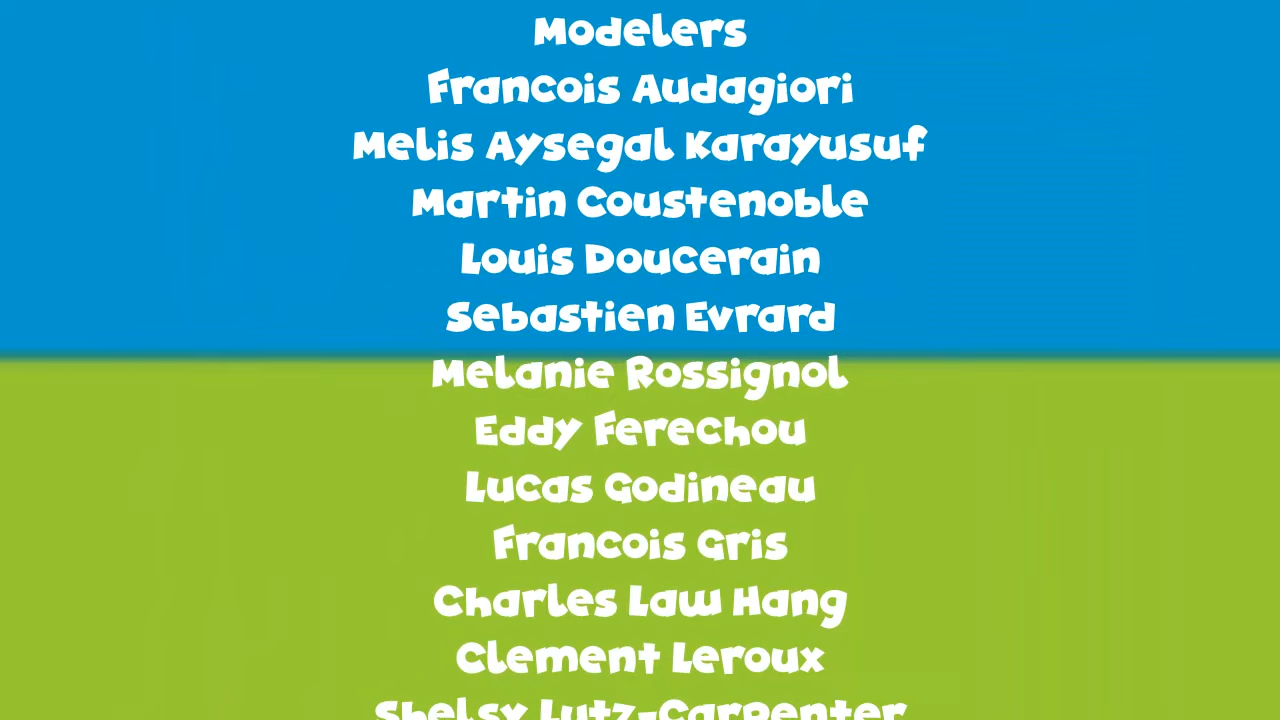 Modelers
Francois Audagiori
Melis Aysegal Karayusuf
Martin Coustenoble
Louis Doucerain
Sebastien Evrard
Melanie Rossignol
Eddy Ferechou
Lucas Godineau
Francois Gris
Charles Law Hang
Clement Leroux
Shelsy Lutz-Carpenter